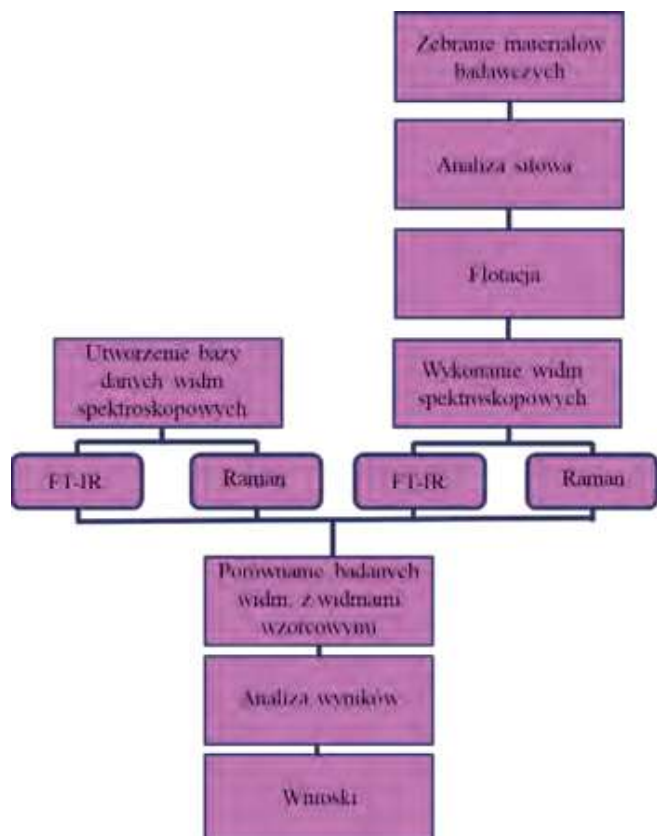 Zebranie materiałów
badawczych
Analiza sitowa
Flotacja
Utworzenie bazy
danych widm
spektroskopowych
Wykonanie widm
spektroskopowych
FT-IR
Raman
FT-IR
Raman
Porównanie badanych
widm, z widmami
wzorcowymi
Analiza wyników
Wnioski